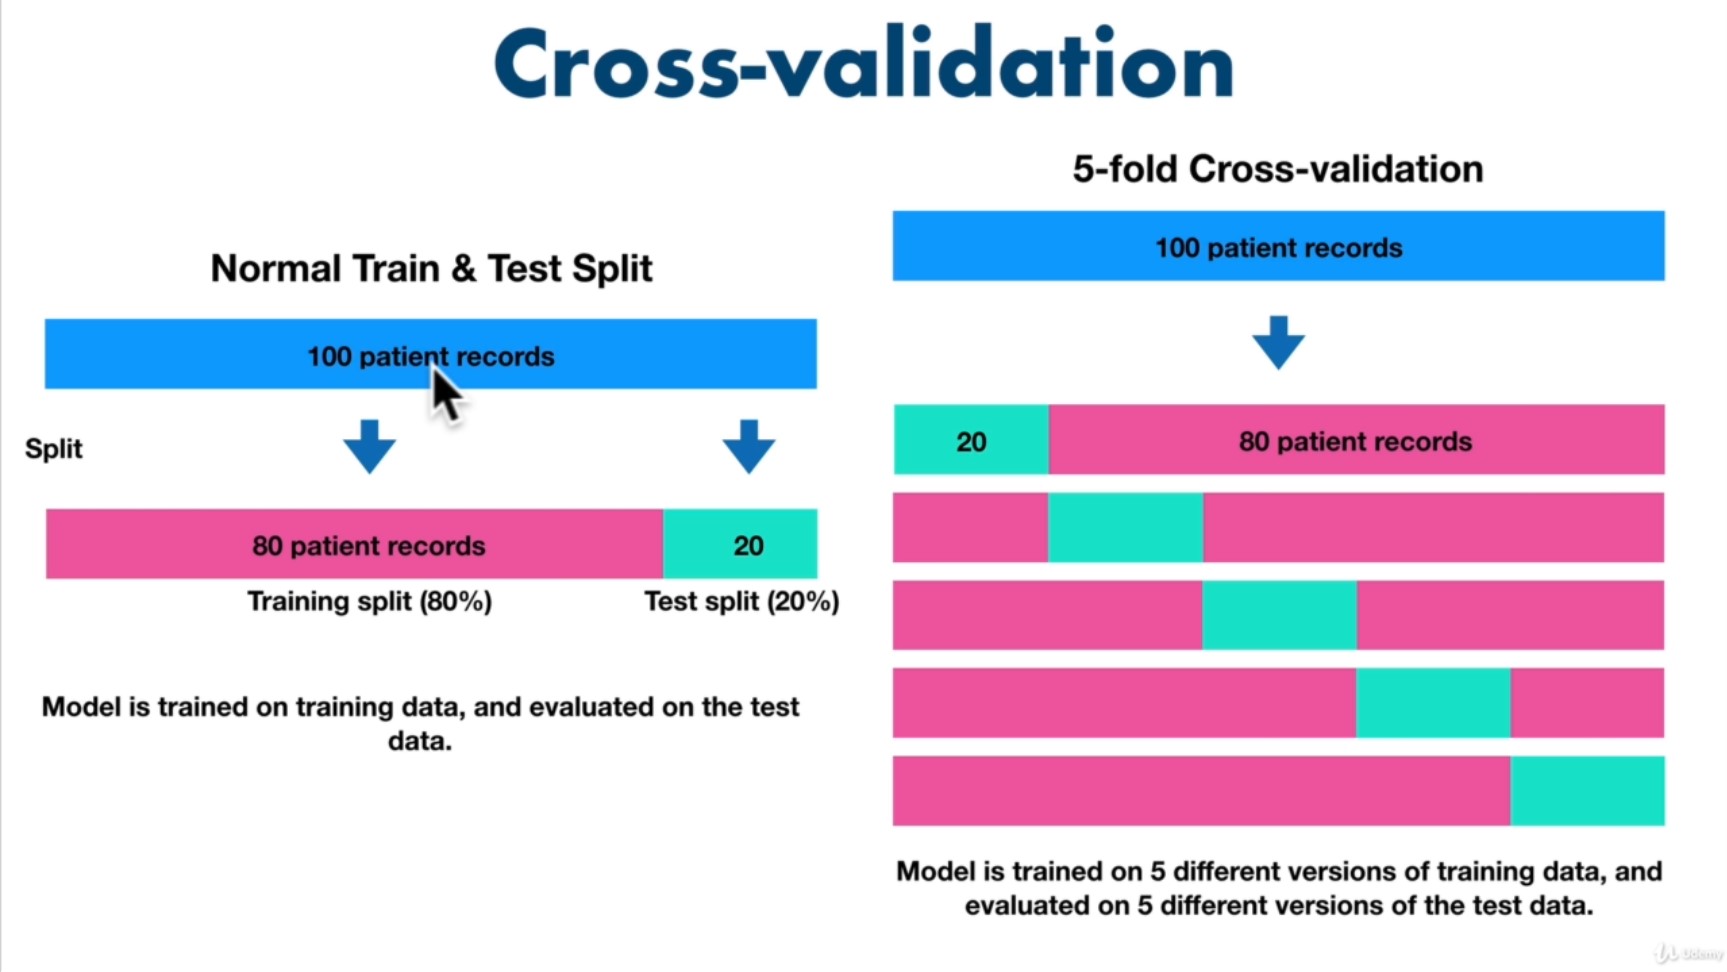 Cross-validation
Normal Train & Test Split
100 patient records
Split
80 patient records
20
Training split (80%)
Test split (20%)
Model is trained on training data, and evaluated on the test
data.
5-fold Cross-validation
100 patient records
20
80 patient records
Model is trained on 5 different versions of training data, and
evaluated on 5 different versions of the test data.
Udemy